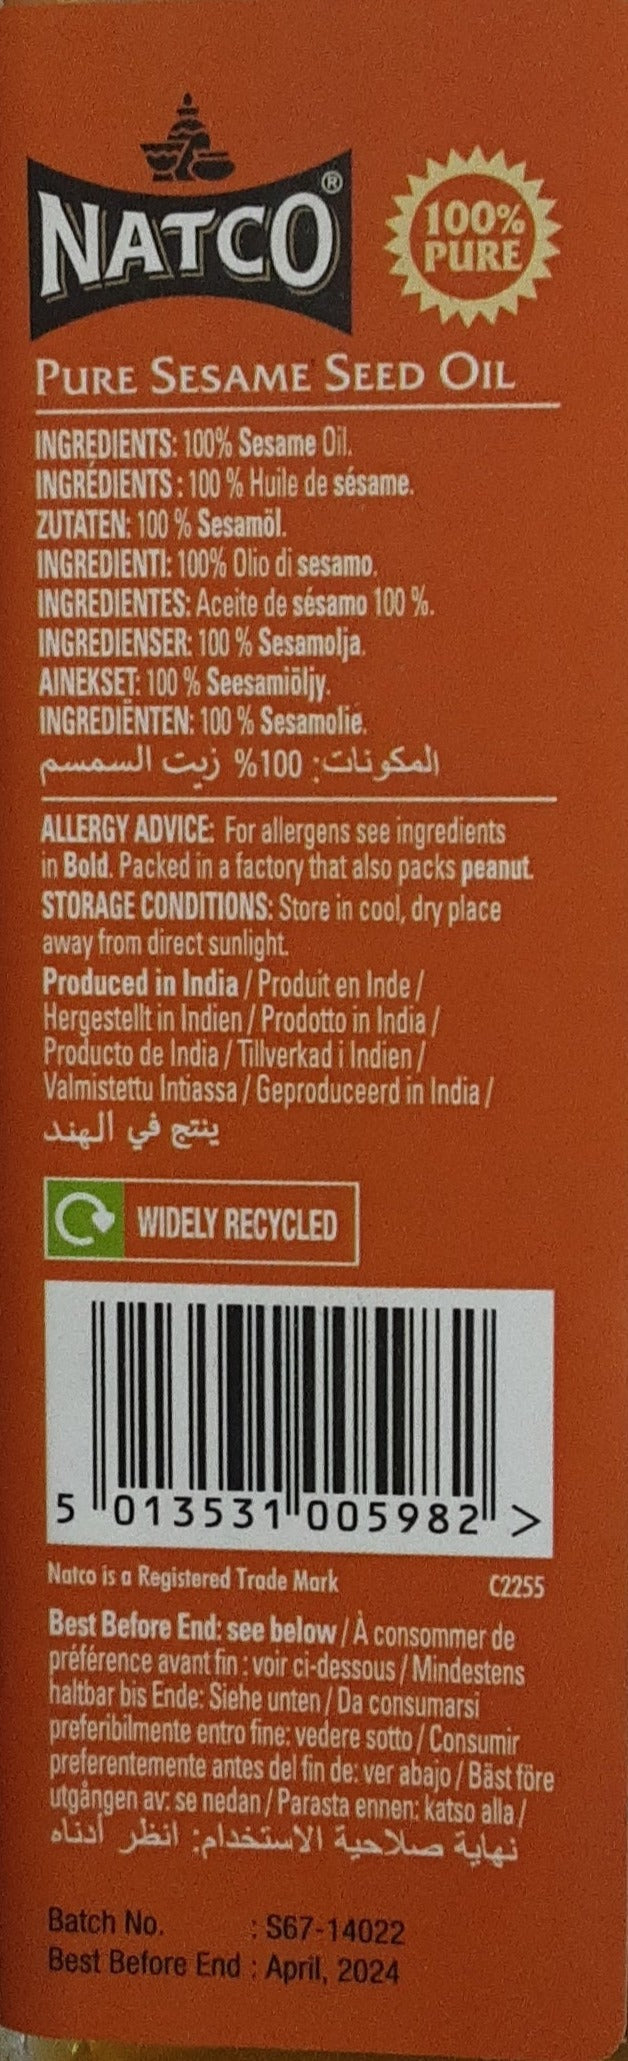 NATCO®
100%
PURE
PURE SESAME SEED OIL
INGREDIENTS: 100% Sesame Oil.
INGRÉDIENTS : 100 % Huile de sésame.
ZUTATEN: 100 % Sesamöl.
INGREDIENTI: 100% Olio di sesamo.
INGREDIENTES: Aceite de sésamo 100 %.
INGREDIENSER: 100 % Sesamolja.
AINEKSET: 100 % Seesamiöljy.
INGREDIËNTEN: 100 % Sesamolie.
المكونات: 100% زيت السمسم
ALLERGY ADVICE: For allergens see ingredients
in Bold. Packed in a factory that also packs peanut.
STORAGE CONDITIONS: Store in cool, dry place
away from direct sunlight.
Produced in India / Produit en Inde /
Hergestellt in Indien / Prodotto in India /
Producto de India / Tillverkad i Indien /
Valmistettu Intiassa / Geproduceerd in India /
ينتج في الهند
WIDELY RECYCLED
5 013531 005982 >
Natco is a Registered Trade Mark C2255
Best Before End: see below / À consommer de
préférence avant fin : voir ci-dessous / Mindestens
haltbar bis Ende: Siehe unten / Da consumarsi
preferibilmente entro fine: vedere sotto / Consumir
preferentemente antes del fin de: ver abajo / Bäst före
utgången av: se nedan / Parasta ennen: katso alla /
نهاية صلاحية الاستخدام: انظر أدناه
Batch No. : S67-14022
Best Before End : April, 2024